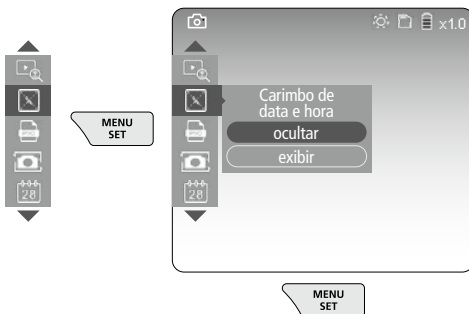 x1.0
MENU
SET
Carimbo de
data e hora
ocultar
exibir
28
28
MENU
SET